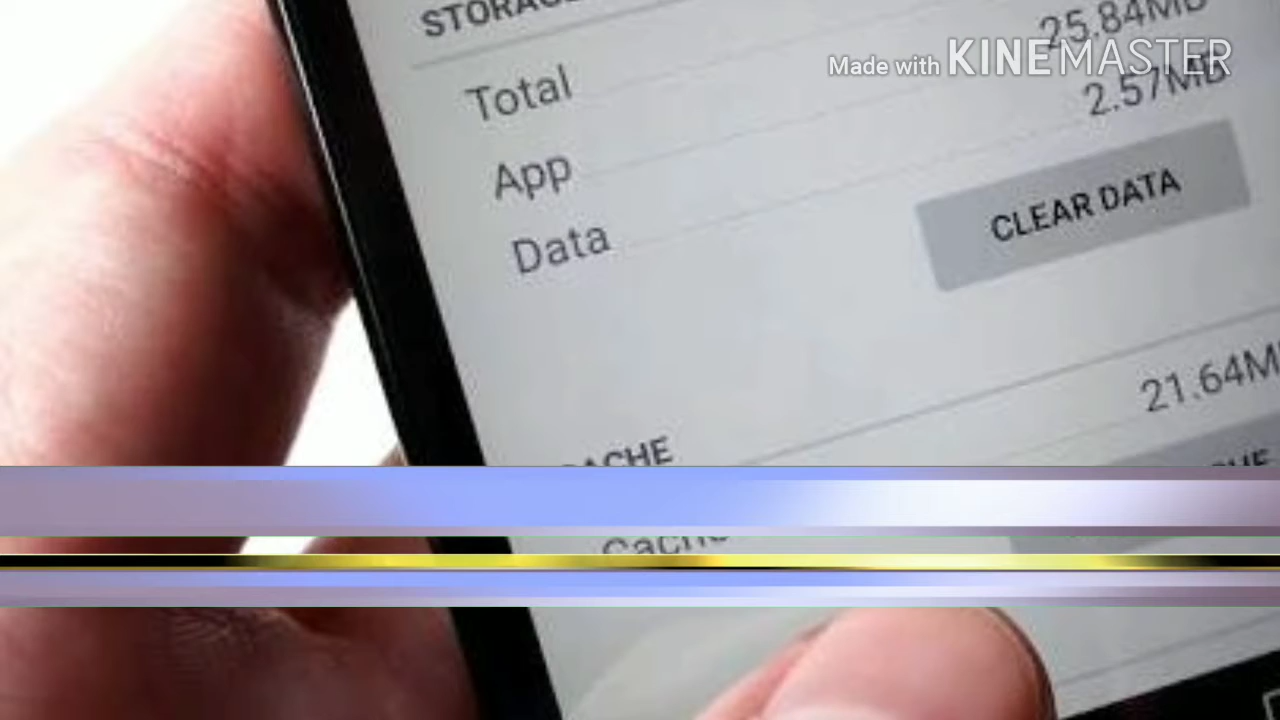 STORAGE
Made with KINEMASTER
Total 25.84MB
App 2.57MB
Data
CLEAR DATA
CACHE
21.64M
Cache